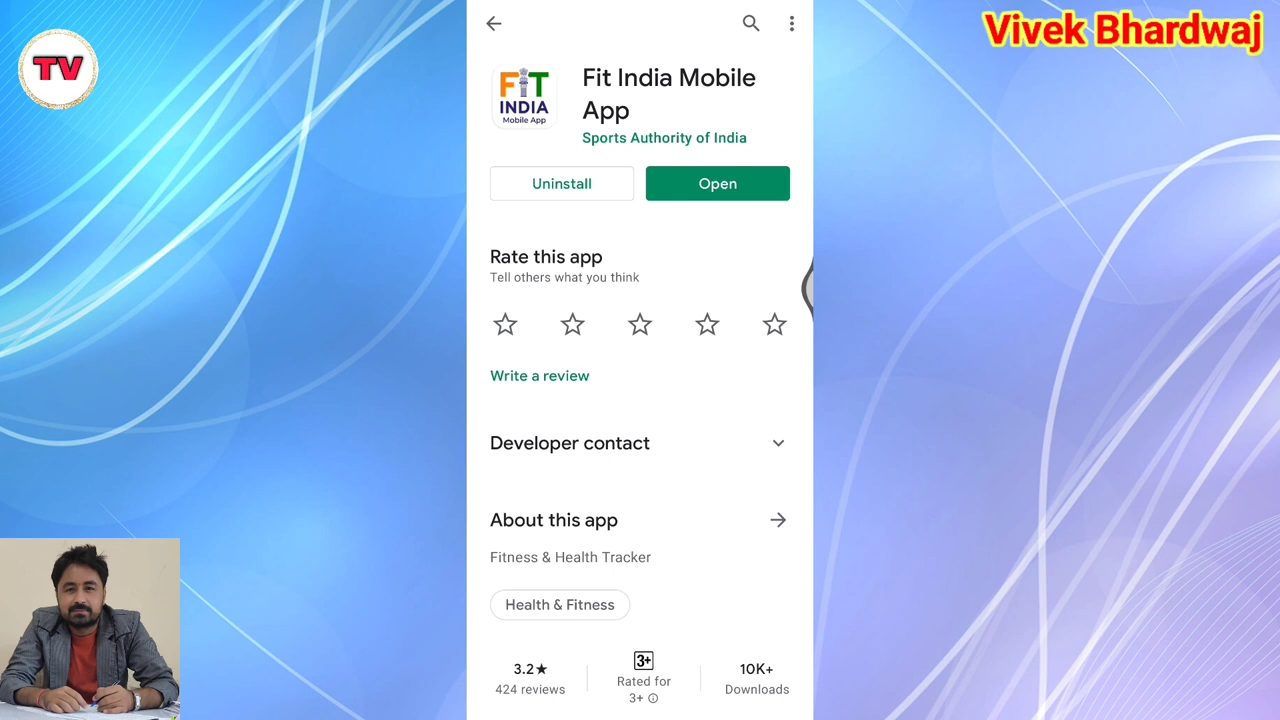 TV
Vivek Bhardwaj
FIT
INDIA
Mobile App
Fit India Mobile
App
Sports Authority of India
Uninstall
Open
Rate this app
Tell others what you think
Write a review
Developer contact
About this app
Fitness & Health Tracker
Health & Fitness
3.2★
3+
10K+
424 reviews
Rated for
3+
Downloads